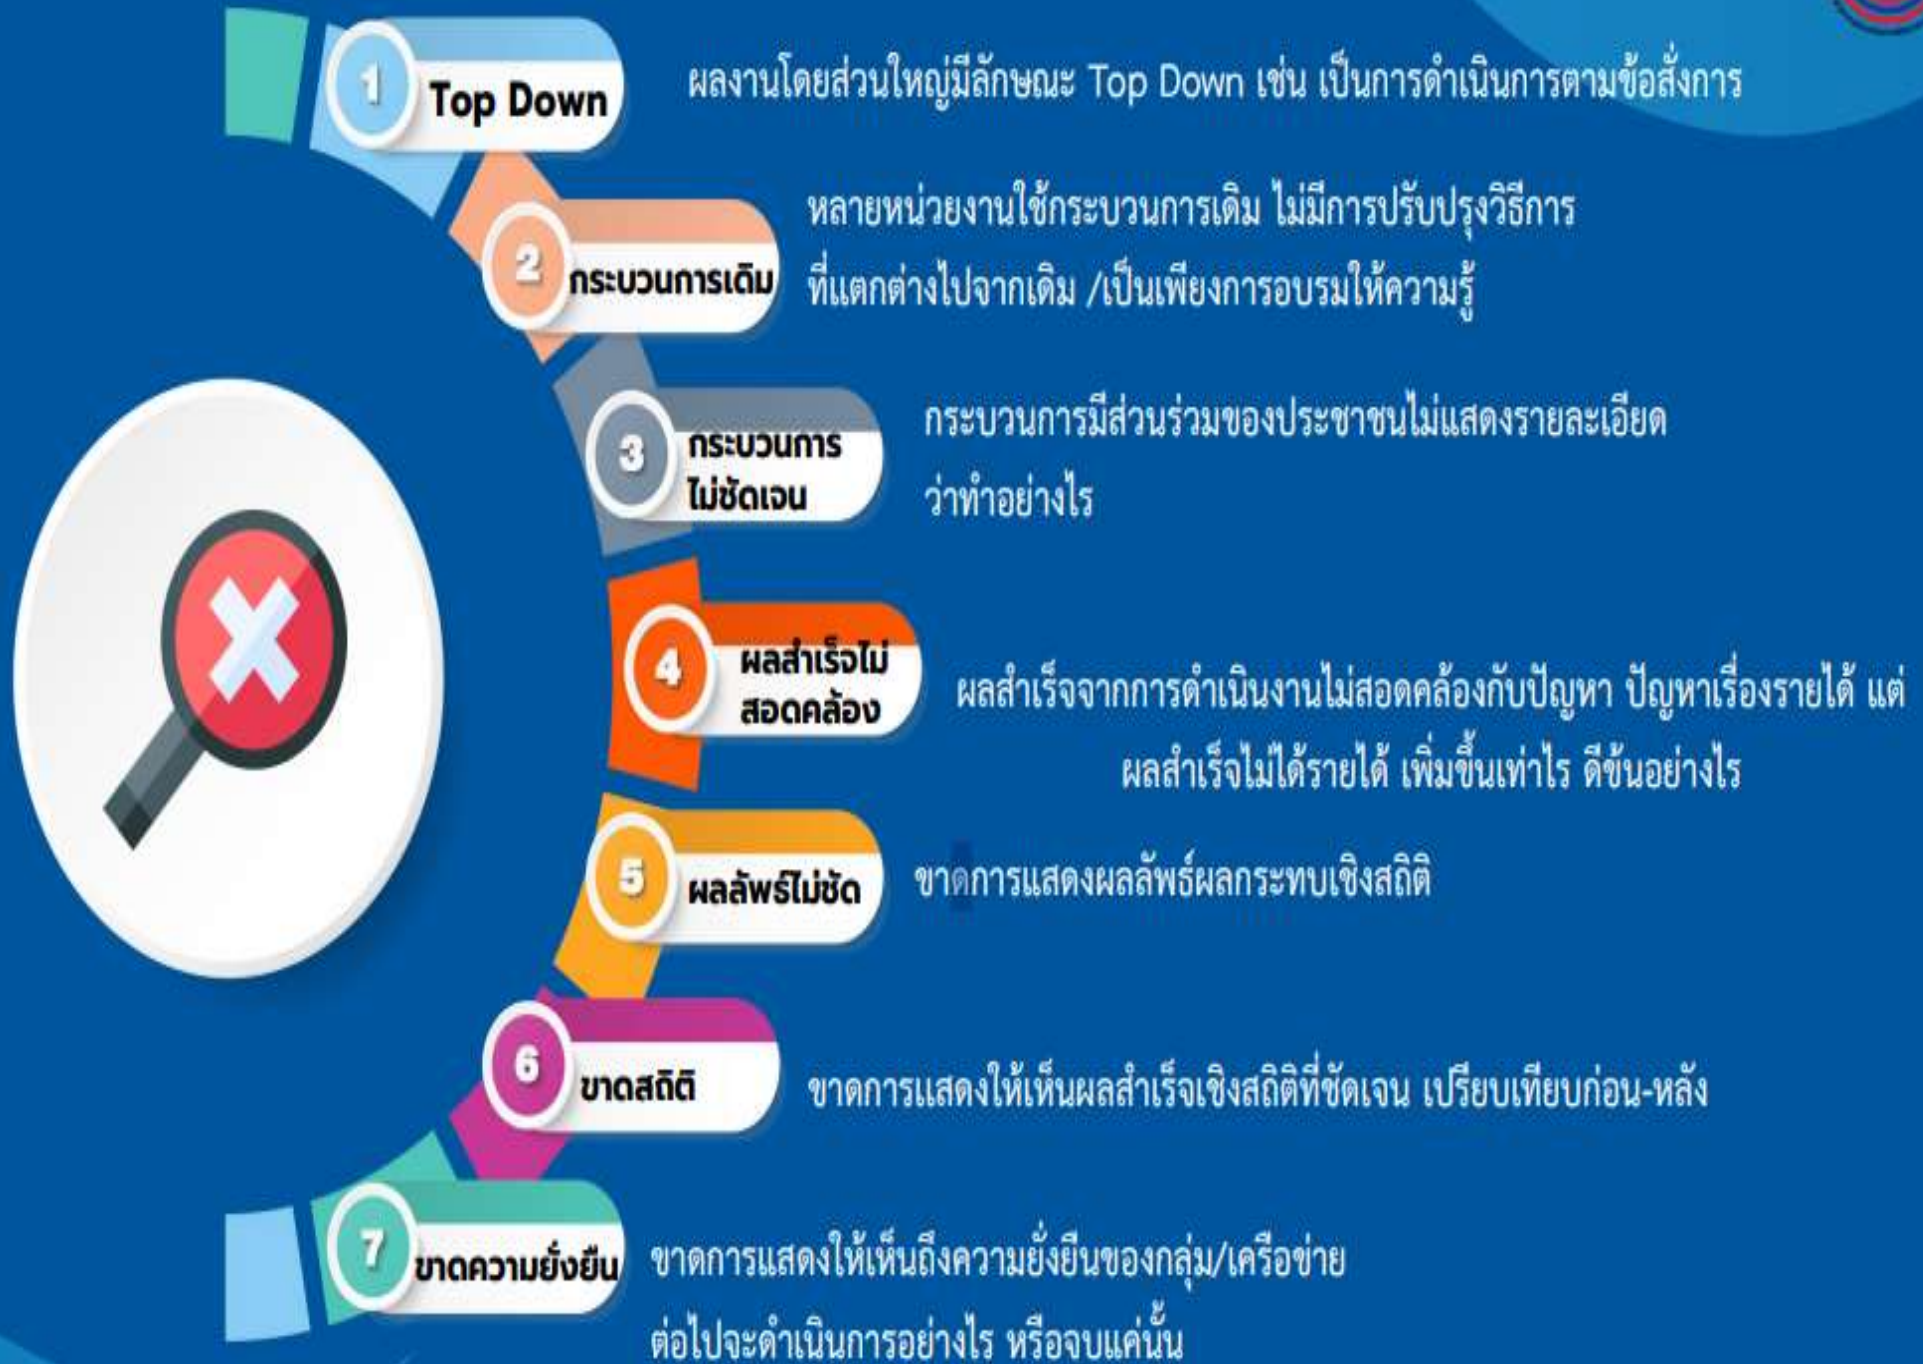 1
Top Down
ผลงานโดยส่วนใหญ่มีลักษณะ Top Down เช่น เป็นการดำเนินการตามข้อสั่งการ
2
กระบวนการเดิม
หลายหน่วยงานใช้กระบวนการเดิม ไม่มีการปรับปรุงวิธีการ
ที่แตกต่างไปจากเดิม /เป็นเพียงการอบรมให้ความรู้
3
กระบวนการ
ไม่ชัดเจน
กระบวนการมีส่วนร่วมของประชาชนไม่แสดงรายละเอียด
ว่าทำอย่างไร
4
ผลสำเร็จไม่
สอดคล้อง
ผลสำเร็จจากการดำเนินงานไม่สอดคล้องกับปัญหา ปัญหาเรื่องรายได้ แต่
ผลสำเร็จไม่ได้รายได้ เพิ่มขึ้นเท่าไร ดีขึ้นอย่างไร
5
ผลลัพธ์ไม่ชัด
ขาดการแสดงผลลัพธ์ผลกระทบเชิงสถิติ
6
ขาดสถิติ
ขาดการแสดงให้เห็นผลสำเร็จเชิงสถิติที่ชัดเจน เปรียบเทียบก่อน-หลัง
7
ขาดความยั่งยืน
ขาดการแสดงให้เห็นถึงความยั่งยืนของกลุ่ม/เครือข่าย
ต่อไปจะดำเนินการอย่างไร หรือจบแค่นั้น